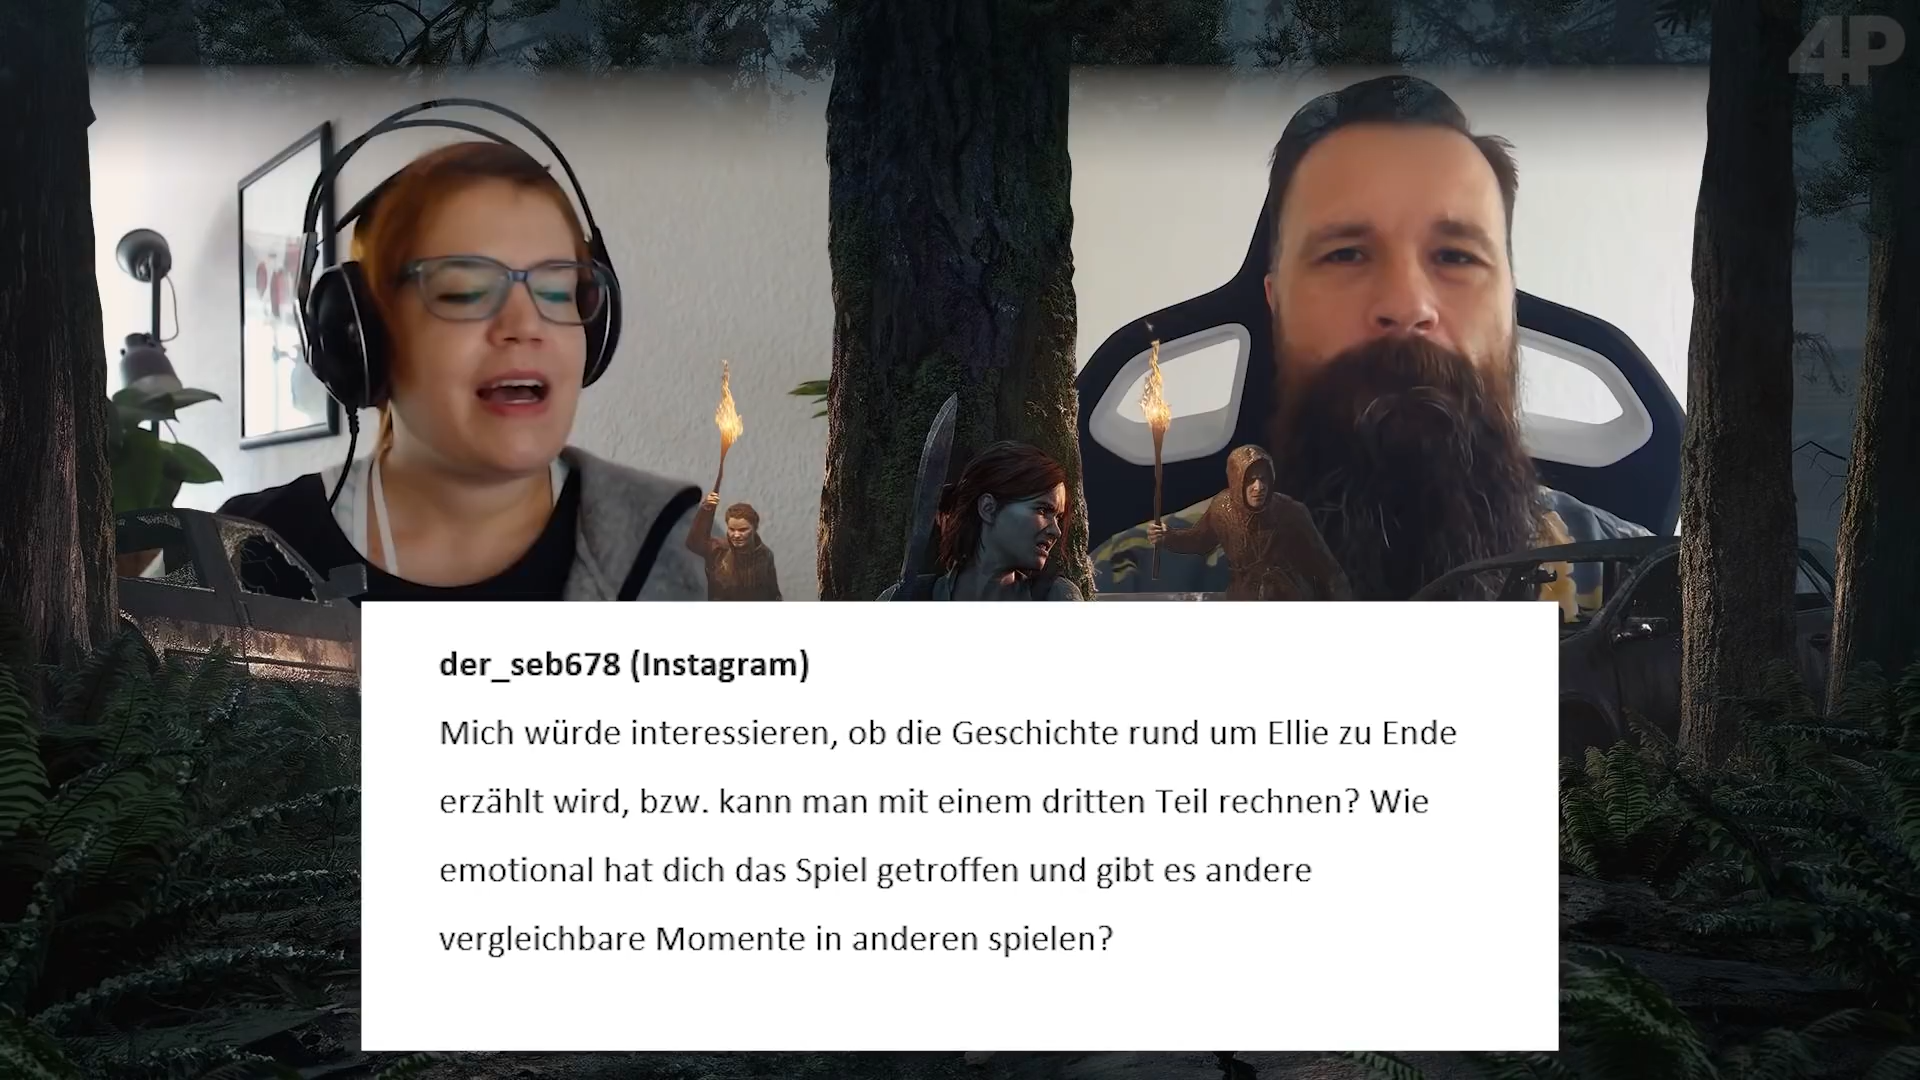 4P
der_seb678 (Instagram)
Mich würde interessieren, ob die Geschichte rund um Ellie zu Ende
erzählt wird, bzw. kann man mit einem dritten Teil rechnen? Wie
emotional hat dich das Spiel getroffen und gibt es andere
vergleichbare Momente in anderen spielen?